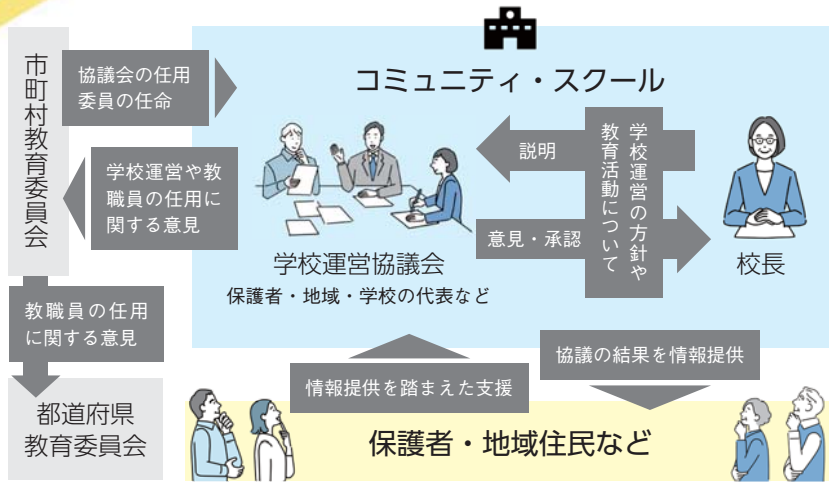 コミュニティ・スクール
市町村教育委員会
協議会の任用
委員の任命
学校運営や教
職員の任用に
関する意見
説明
意見・承認
学校運営の方針や
教育活動について
校長
学校運営協議会
保護者・地域・学校の代表など
教職員の任用
に関する意見
都道府県
教育委員会
情報提供を踏まえた支援
協議の結果を情報提供
保護者・地域住民など